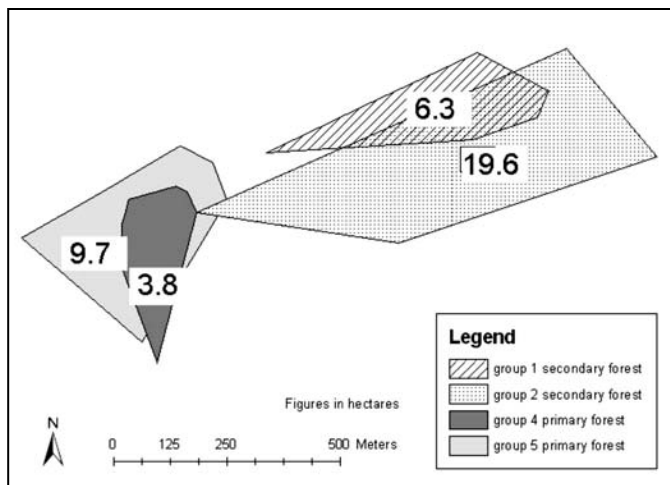 6.3
19.6
9.7
3.8
Legend
group 1 secondary forest
group 2 secondary forest
group 4 primary forest
group 5 primary forest
Figures in hectares
N
0 125 250 500 Meters